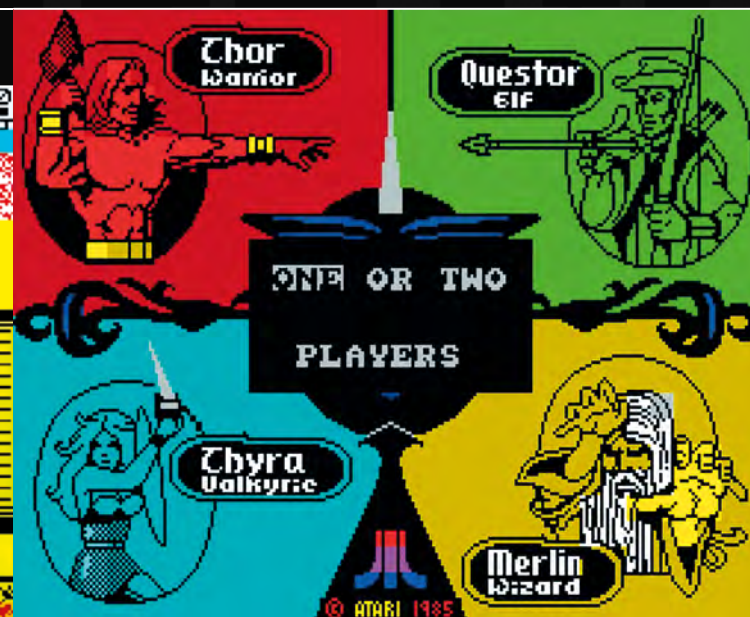 Thor
Warrior
Questor
Elf
ONE OR TWO
PLAYERS
Thyra
Valkyrie
Merlin
Wizard
© ATARI 1985